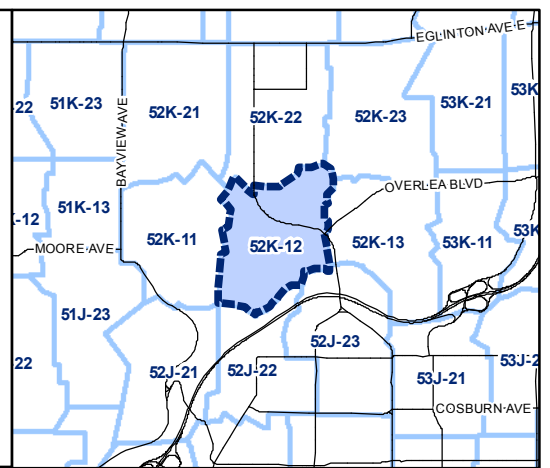 EGLINTON AVE E
22
51K-23
BAYVIEW AVE
52K-21
52K-22
52K-23
53K-21
53K
51K-13
OVERLEA BLVD
K-12
MOORE AVE
52K-11
52K-12
52K-13
53K-11
53K
51J-23
52J-23
22
52J-21
52J-22
53J-21
53J-2
COSBURN AVE